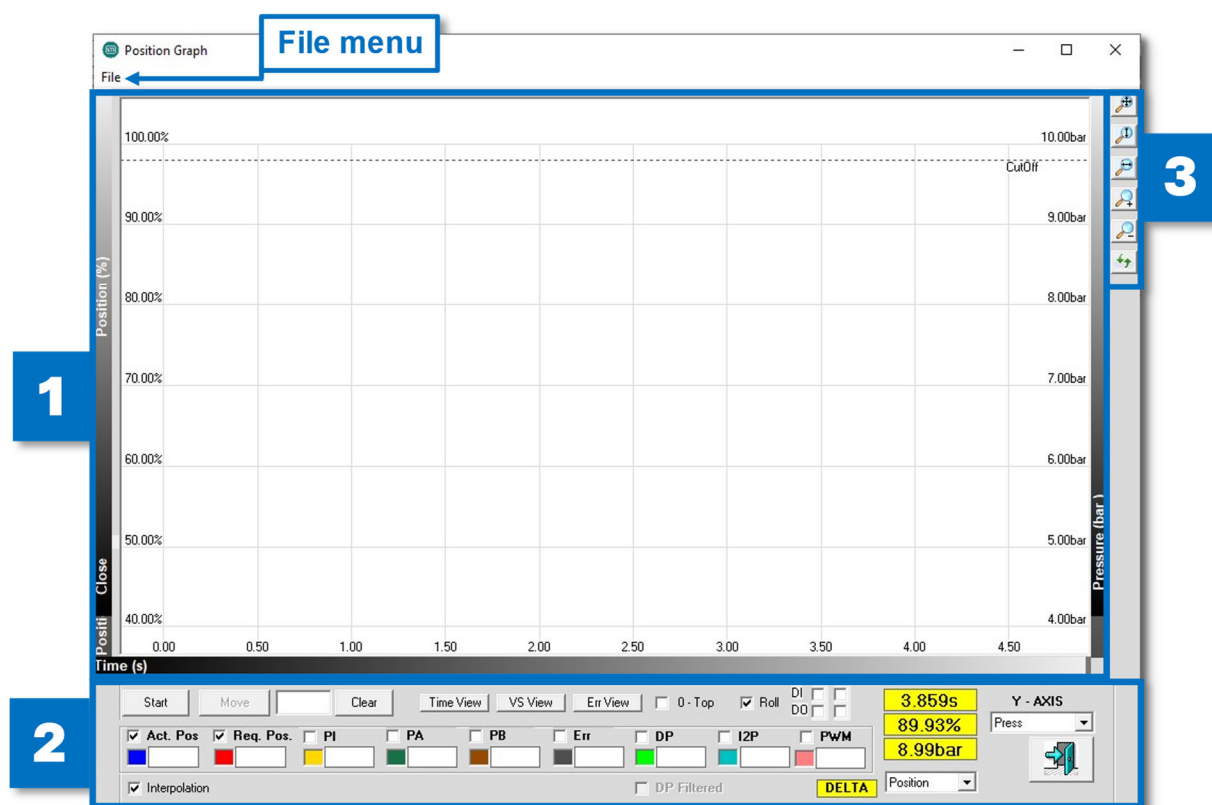 File menu
STI
Position Graph
File
1
2
3
Position (%)
Close
Positi
100.00%
90.00%
80.00%
70.00%
60.00%
50.00%
40.00%
10.00bar
CutOff
9.00bar
8.00bar
7.00bar
6.00bar
5.00bar
4.00bar
Pressure (bar )
0.00 0.50 1.00 1.50 2.00 2.50 3.00 3.50 4.00 4.50
Time (s)
Start Move Clear Time View VS View Err View 0 - Top Roll DI
DO
3.859s
89.93%
8.99bar
Y - AXIS
Press
Act. Pos Req. Pos. PI PA PB Err DP I2P PWM
Interpolation DP Filtered DELTA Position